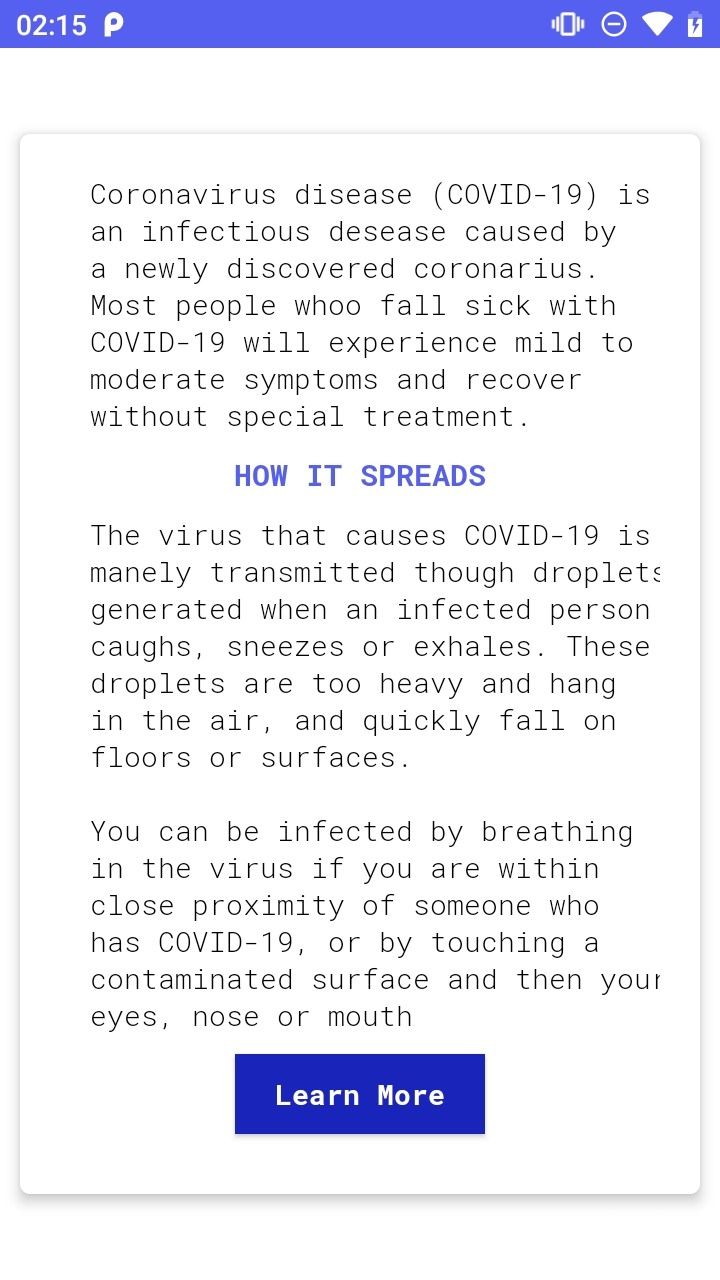 02:15
Coronavirus disease (COVID-19) is
an infectious desease caused by
a newly discovered coronarius.
Most people whoo fall sick with
COVID-19 will experience mild to
moderate symptoms and recover
without special treatment.
HOW IT SPREADS
The virus that causes COVID-19 is
manely transmitted though droplets
generated when an infected person
caughs, sneezes or exhales. These
droplets are too heavy and hang
in the air, and quickly fall on
floors or surfaces.
You can be infected by breathing
in the virus if you are within
close proximity of someone who
has COVID-19, or by touching a
contaminated surface and then your
eyes, nose or mouth
Learn More